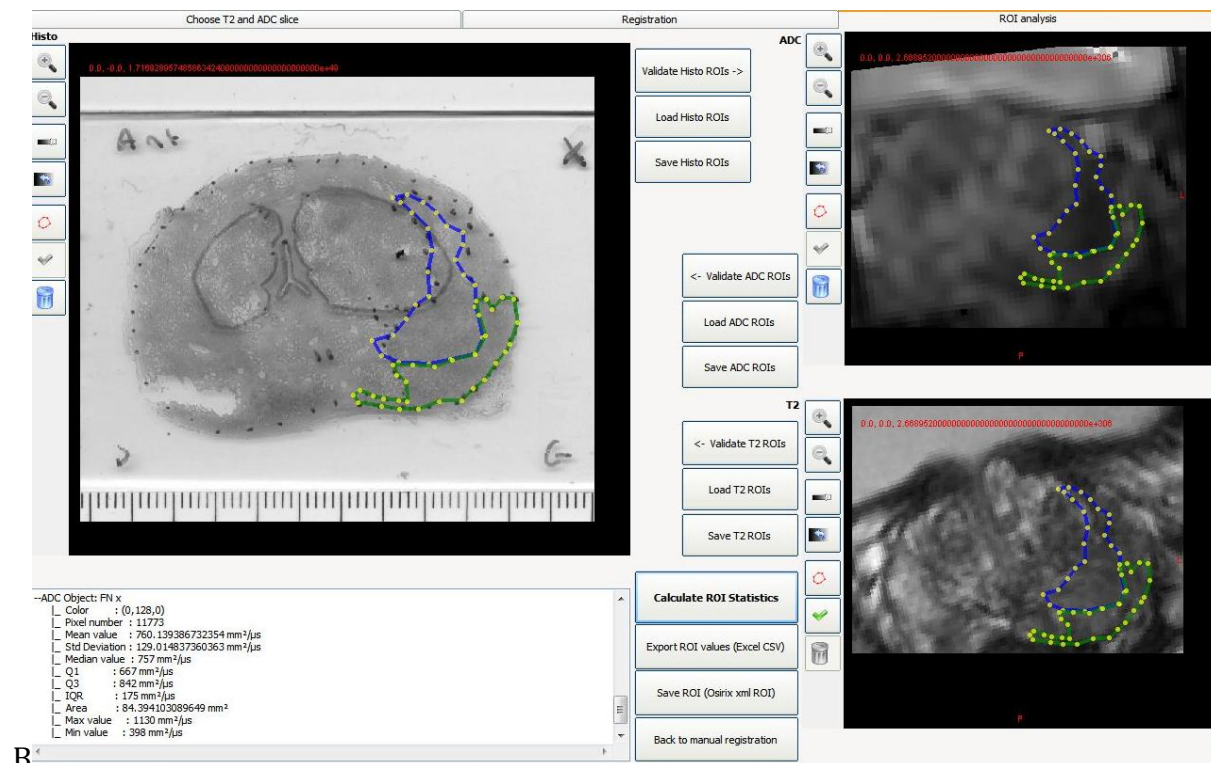 Choose T2 and ADC slice
Registration
ROI analysis
Histo
ADC
Validate Histo ROIs ->
Load Histo ROIs
Save Histo ROIs
Ant
X
G
L
P
<- Validate ADC ROIs
Load ADC ROIs
Save ADC ROIs
T2
<- Validate T2 ROIs
Load T2 ROIs
Save T2 ROIs
L
P
--ADC Object: FN x
|_ Color : (0,128,0)
|_ Pixel number : 11773
|_ Mean value : 760.139386732354 mm²/µs
|_ Std Deviation : 129.014837360363 mm²/µs
|_ Median value : 757 mm²/µs
|_ Q1 : 667 mm²/µs
|_ Q3 : 842 mm²/µs
|_ IQR : 175 mm²/µs
|_ Area : 84.394103089649 mm²
|_ Max value : 1130 mm²/µs
|_ Min value : 398 mm²/µs
Calculate ROI Statistics
Export ROI values (Excel CSV)
Save ROI (Osirix xml ROI)
Back to manual registration
B